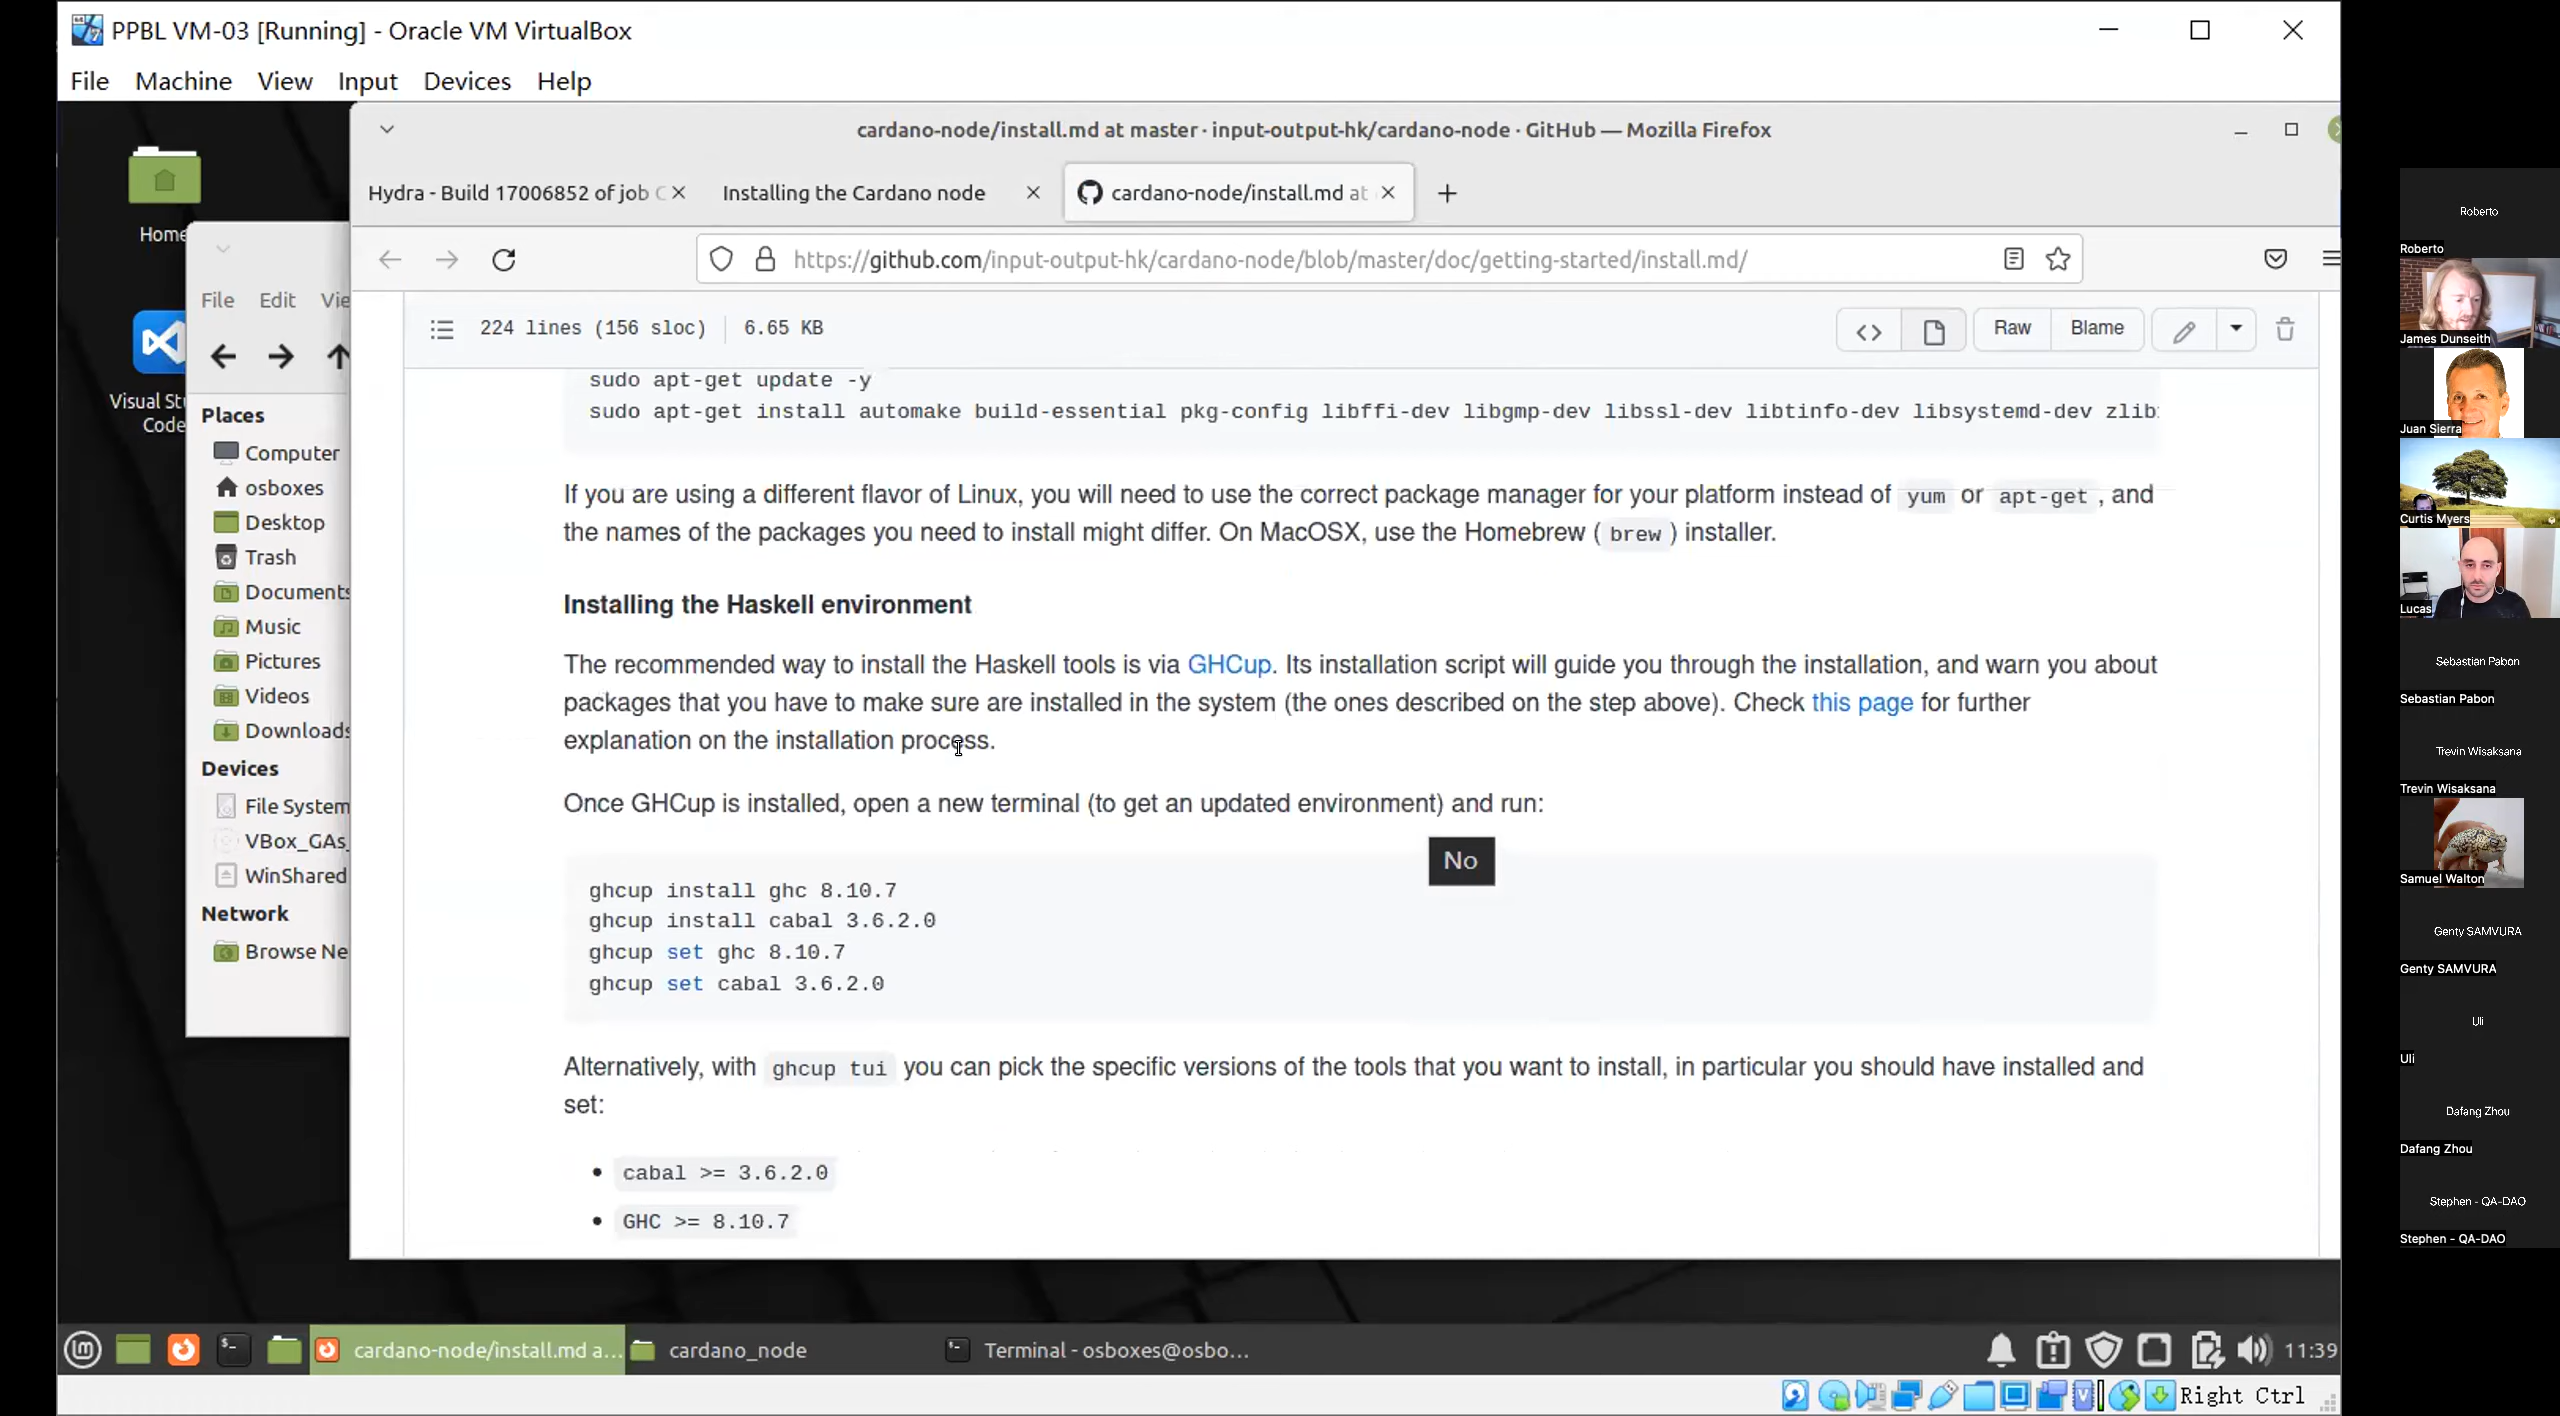 PPBL VM-03 [Running] - Oracle VM VirtualBox
File Machine View Input Devices Help
cardano-node/install.md at master · input-output-hk/cardano-node · GitHub — Mozilla Firefox
Hydra - Build 17006852 of job
Installing the Cardano node
cardano-node/install.md at
https://github.com/input-output-hk/cardano-node/blob/master/doc/getting-started/install.md/
Home
Visual St
Code
File Edit Vie
Places
Computer
osboxes
Desktop
Trash
Documents
Music
Pictures
Videos
Downloads
Devices
File System
VBox_GAs_
WinShared
Network
Browse Ne
224 lines (156 sloc) 6.65 KB
Raw Blame
sudo apt-get update -y
sudo apt-get install automake build-essential pkg-config libffi-dev libgmp-dev libssl-dev libtinfo-dev libsystemd-dev zlib
If you are using a different flavor of Linux, you will need to use the correct package manager for your platform instead of yum or apt-get , and
the names of the packages you need to install might differ. On MacOSX, use the Homebrew ( brew ) installer.
Installing the Haskell environment
The recommended way to install the Haskell tools is via GHCup. Its installation script will guide you through the installation, and warn you about
packages that you have to make sure are installed in the system (the ones described on the step above). Check this page for further
explanation on the installation process.
Once GHCup is installed, open a new terminal (to get an updated environment) and run:
No
ghcup install ghc 8.10.7
ghcup install cabal 3.6.2.0
ghcup set ghc 8.10.7
ghcup set cabal 3.6.2.0
Alternatively, with ghcup tui you can pick the specific versions of the tools that you want to install, in particular you should have installed and
set:
• cabal >= 3.6.2.0
• GHC >= 8.10.7
cardano-node/install.md a...
cardano_node
Terminal - osboxes@osbo...
11:39
Right Ctrl
Roberto
Roberto
James Dunseith
Juan Sierra
Curtis Myers
Lucas
Sebastian Pabon
Sebastian Pabon
Trevin Wisaksana
Trevin Wisaksana
Samuel Walton
Genty SAMVURA
Genty SAMVURA
Uli
Uli
Dafang Zhou
Dafang Zhou
Stephen - QA-DAO
Stephen - QA-DAO